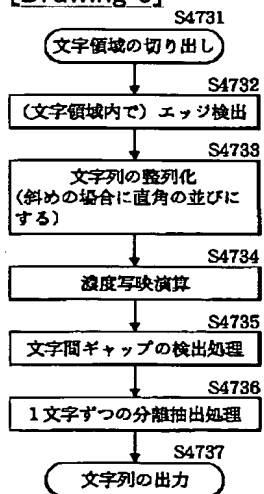 [Drawing 6]
S4731
文字領域の切り出し
S4732
(文字領域内で)エッジ検出
S4733
文字列の整列化
(斜めの場合に直角の並びに
する)
S4734
濃度写映演算
S4735
文字間ギャップの検出処理
S4736
1文字ずつの分離抽出処理
S4737
文字列の出力